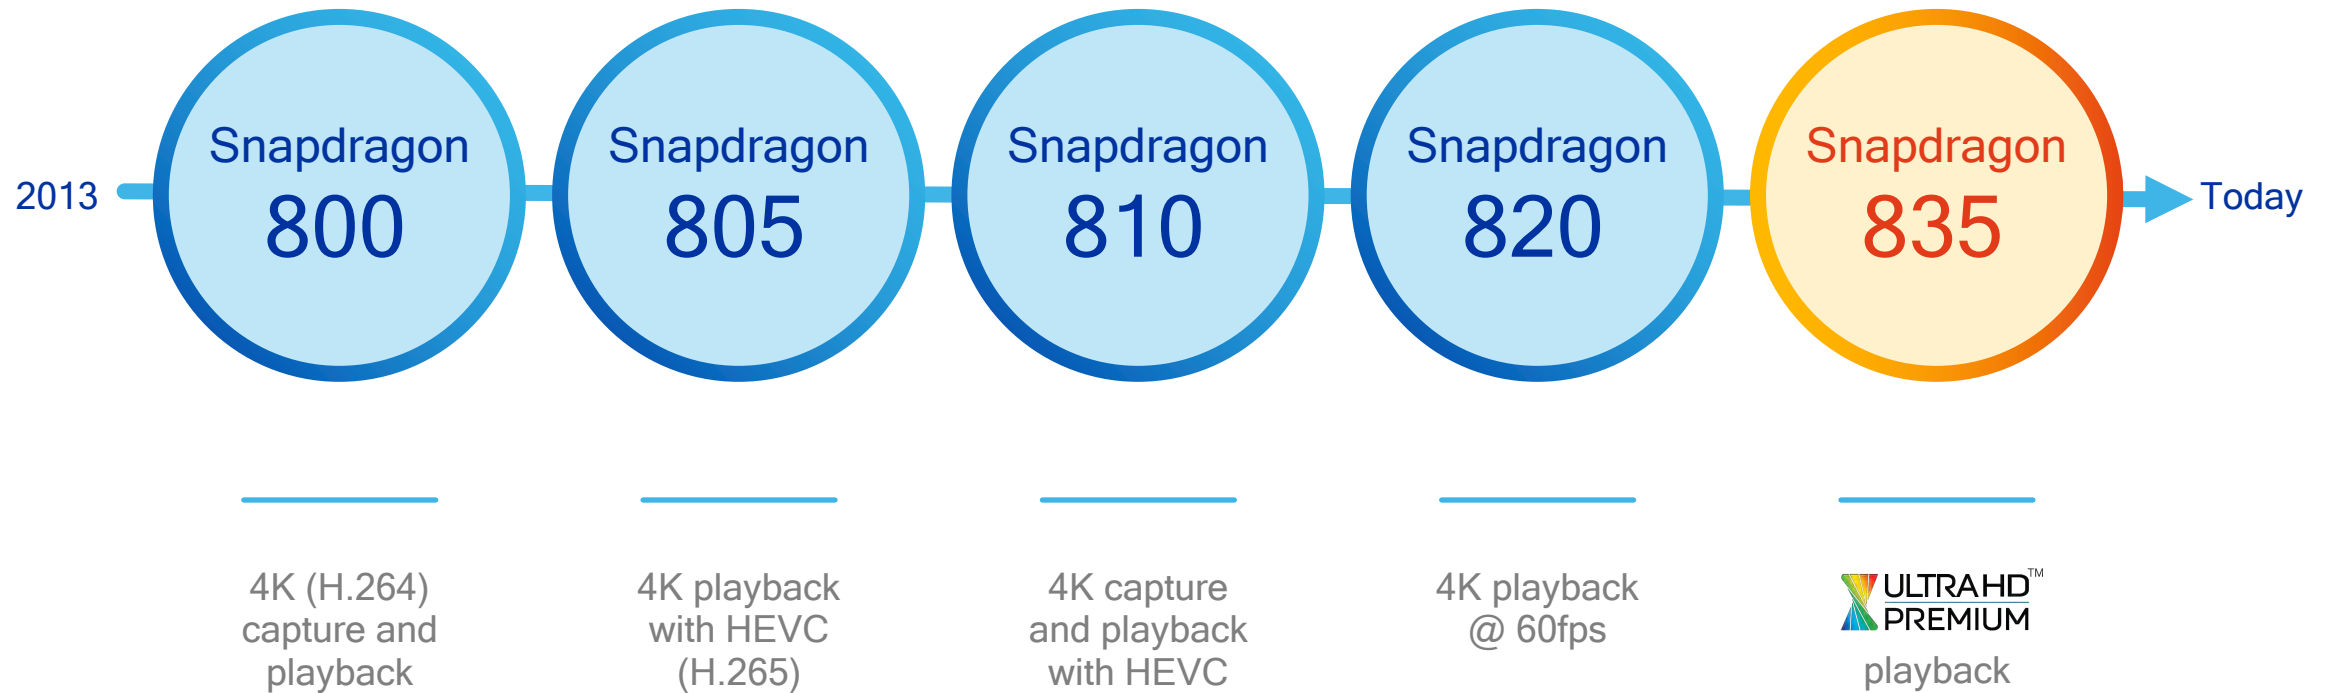 2013
Snapdragon
800
Snapdragon
805
Snapdragon
810
Snapdragon
820
Snapdragon
835
Today
4K (H.264)
capture and
playback
4K playback
with HEVC
(H.265)
4K capture
and playback
with HEVC
4K playback
@ 60fps
ULTRA HD™
PREMIUM
playback